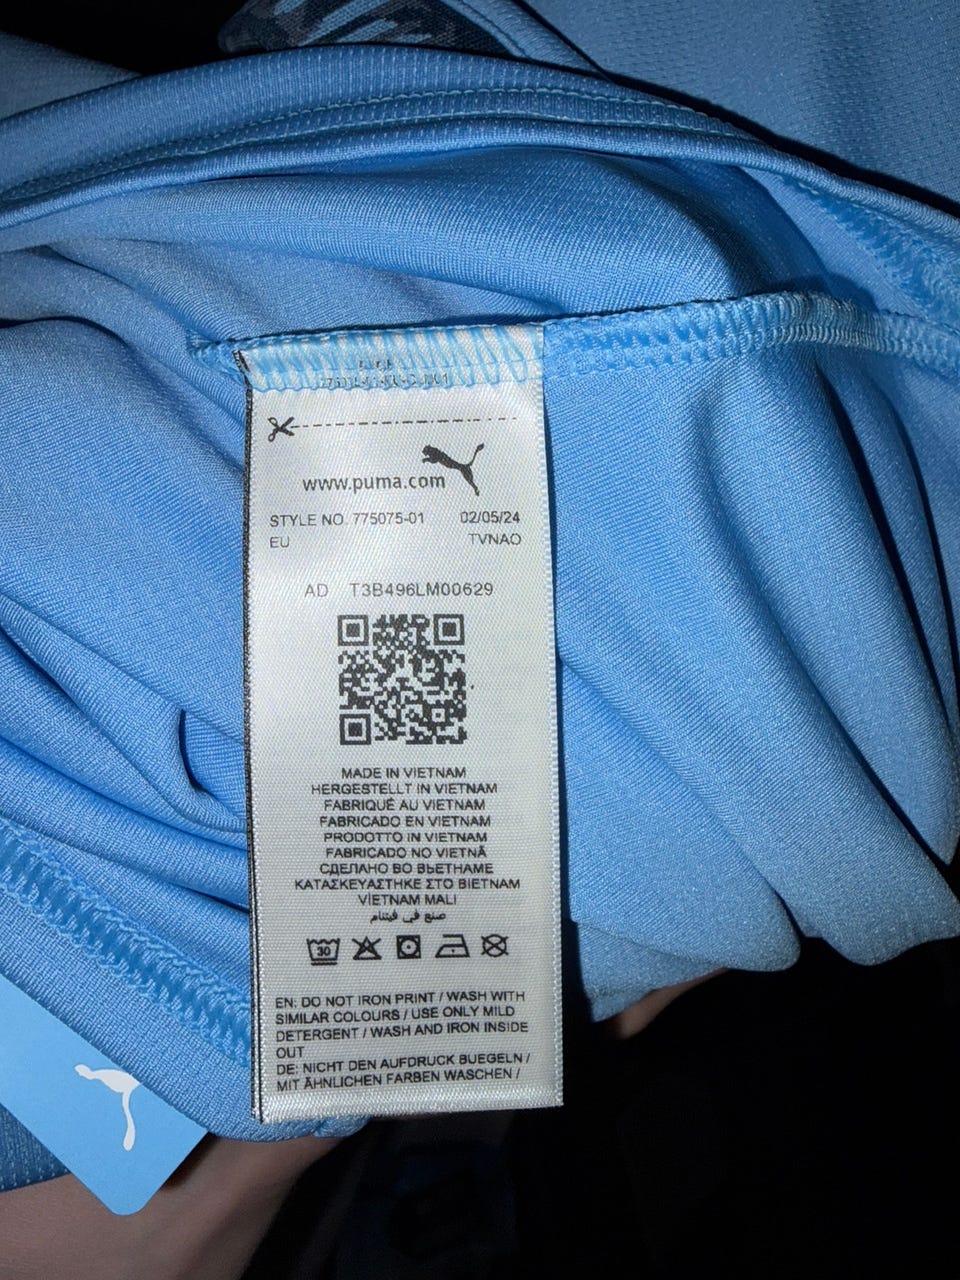 www.puma.com
STYLE NO. 775075-01 02/05/24
EU TVNAO
AD T3B496LM00629
MADE IN VIETNAM
HERGESTELLT IN VIETNAM
FABRIQUÉ AU VIETNAM
FABRICADO EN VIETNAM
PRODOTTO IN VIETNAM
FABRICADO NO VIETNÃ
СДЕЛАНО ВО ВЬЕТНАМЕ
ΚΑΤΑΣΚΕΥΑΣΤΗΚΕ ΣΤΟ ΒΙΕΤΝΑΜ
VİETNAM MALI
صنع في فيتنام
30
EN: DO NOT IRON PRINT / WASH WITH
SIMILAR COLOURS / USE ONLY MILD
DETERGENT / WASH AND IRON INSIDE
OUT
DE: NICHT DEN AUFDRUCK BUEGELN /
MIT ÄHNLICHEN FARBEN WASCHEN /